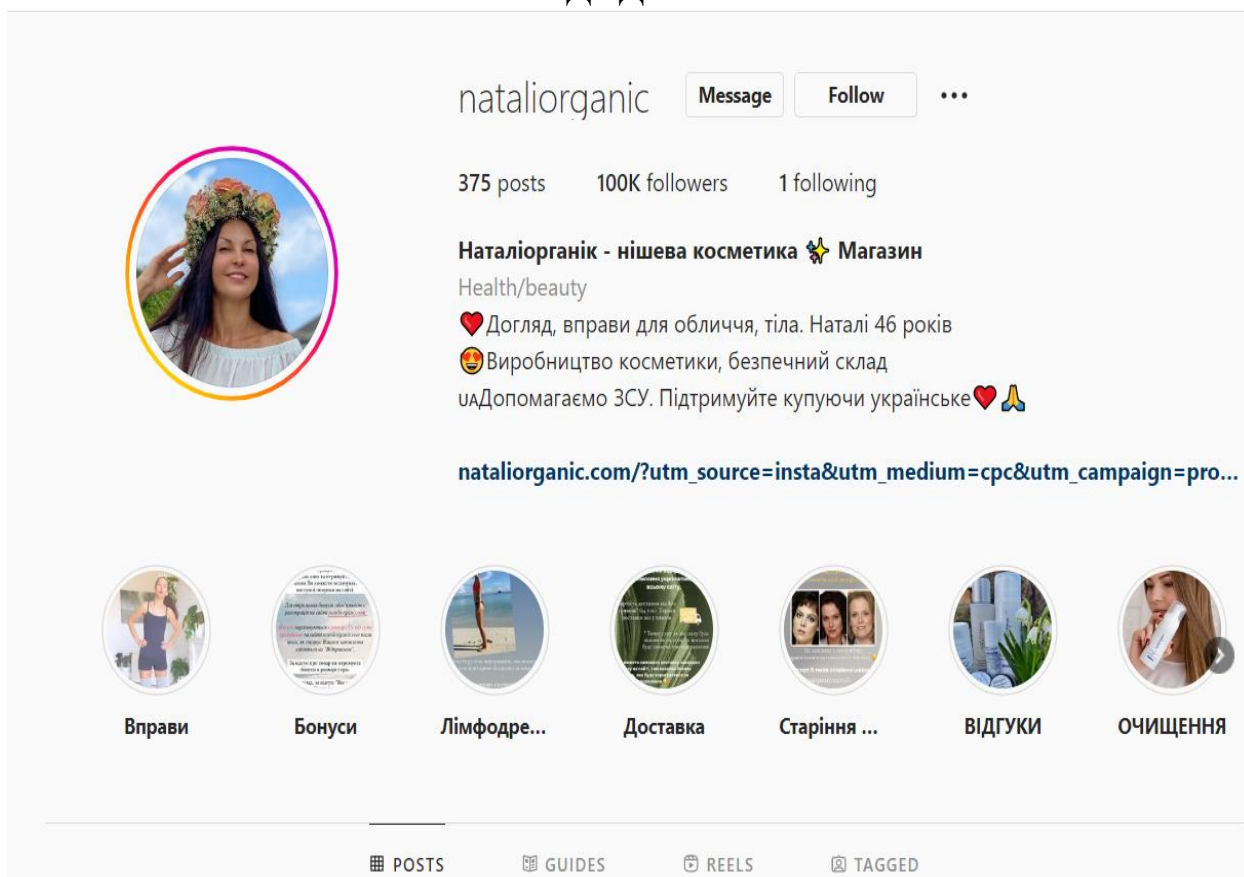 nataliorganic Message Follow
375 posts 100K followers 1 following
Наталіорганік - нішева косметика ✨ Магазин
Health/beauty
❤️Догляд, вправи для обличчя, тіла. Наталі 46 років
😍Виробництво косметики, безпечний склад
UAДопомагаємо ЗСУ. Підтримуйте купуючи українське❤️🙏
nataliorganic.com/?utm_source=insta&utm_medium=cpc&utm_campaign=pro...
Вправи Бонуси Лімфодре... Доставка Старіння ... ВІДГУКИ ОЧИЩЕННЯ
POSTS GUIDES REELS TAGGED